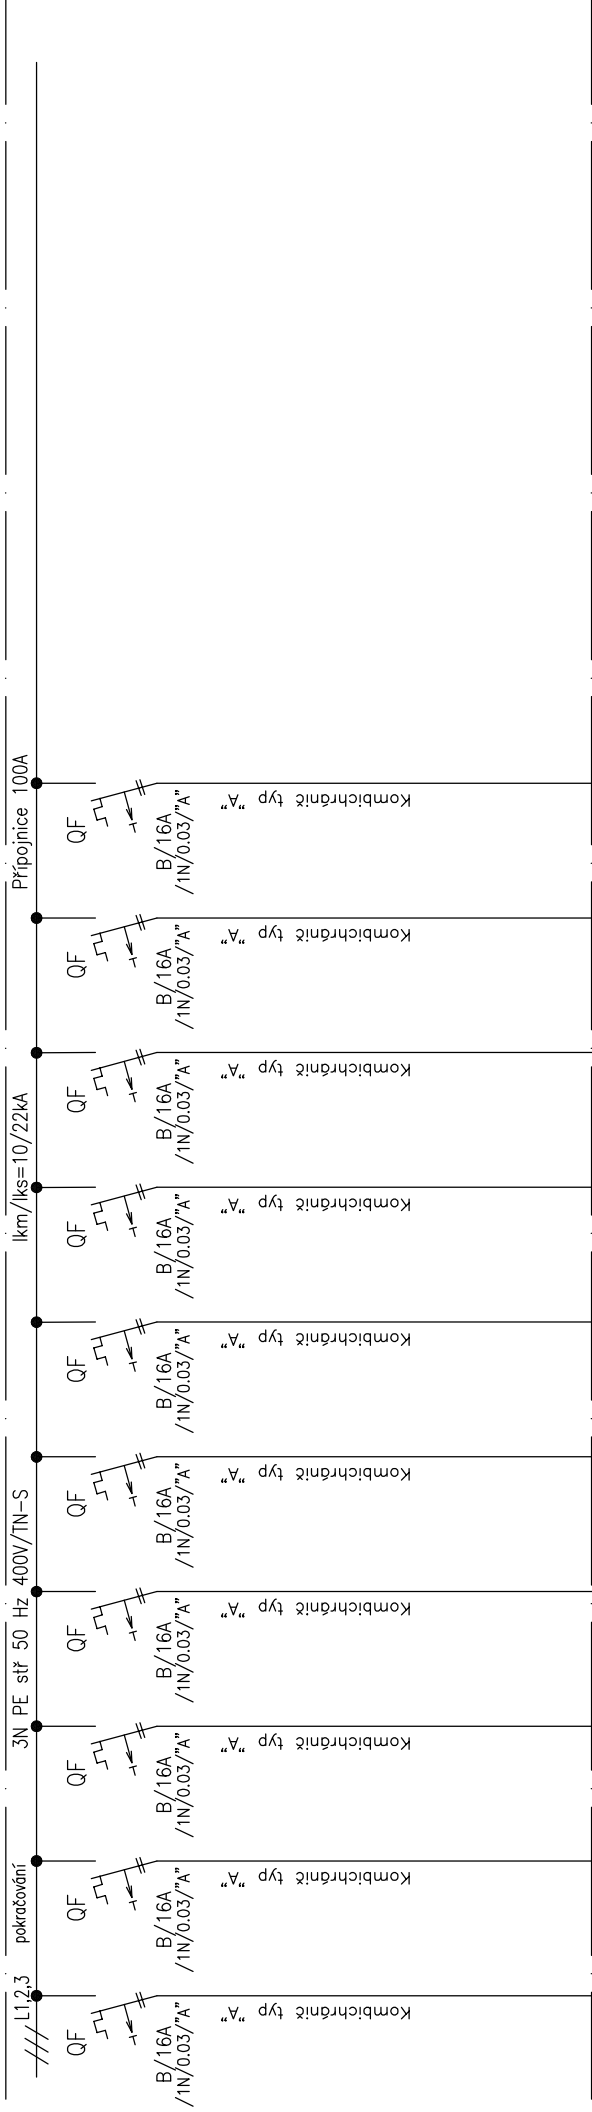 L1,2,3
pokračování
3N PE stř 50 Hz 400V/TN-S
Ikm/Iks=10/22kA
Přípojnice 100A
QF
B/16A
/1N/0.03/"A"
Kombichránič typ "A"
QF
B/16A
/1N/0.03/"A"
Kombichránič typ "A"
QF
B/16A
/1N/0.03/"A"
Kombichránič typ "A"
QF
B/16A
/1N/0.03/"A"
Kombichránič typ "A"
QF
B/16A
/1N/0.03/"A"
Kombichránič typ "A"
QF
B/16A
/1N/0.03/"A"
Kombichránič typ "A"
QF
B/16A
/1N/0.03/"A"
Kombichránič typ "A"
QF
B/16A
/1N/0.03/"A"
Kombichránič typ "A"
QF
B/16A
/1N/0.03/"A"
Kombichránič typ "A"
QF
B/16A
/1N/0.03/"A"
Kombichránič typ "A"